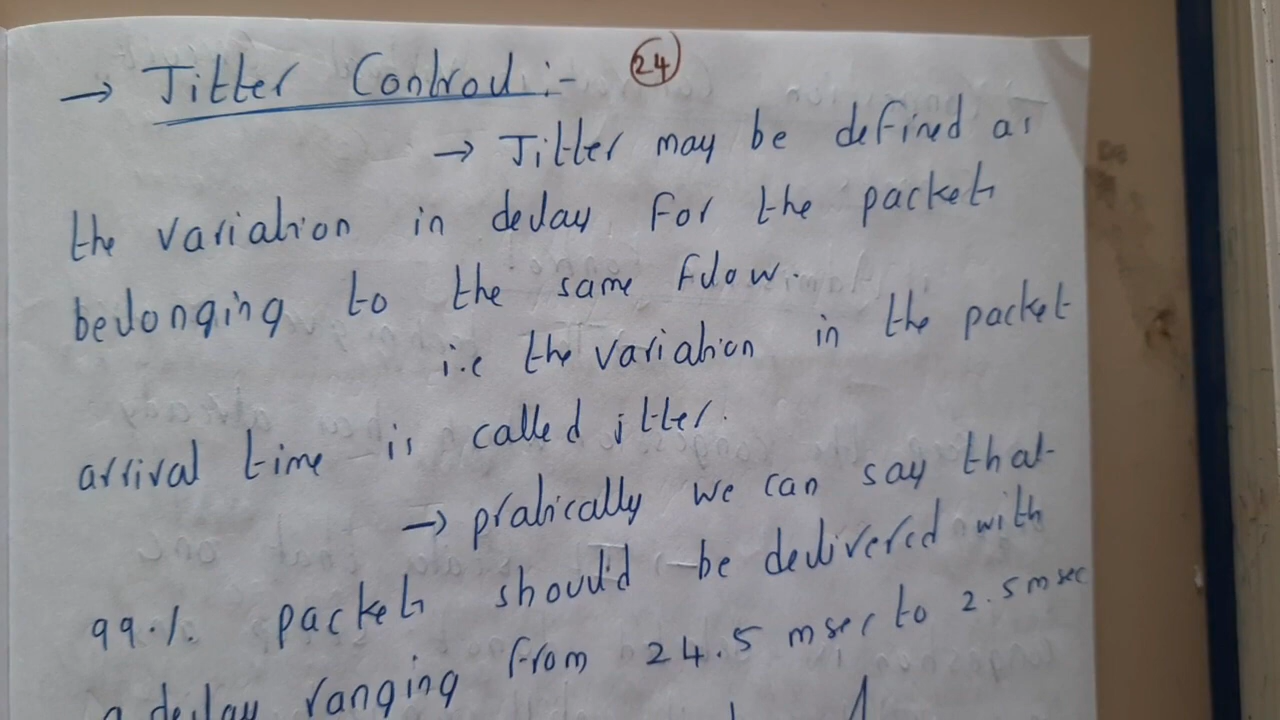 → Jitter Control :- 24
→ Jitter may be defined as
the variation in delay for the packets
belonging to the same flow.
i.e the variation in the packet
arrival time is called jitter.
→ pratically we can say that
99.1. packets should be delivered with
a delay ranging from 24.5 msec to 2.5 msec